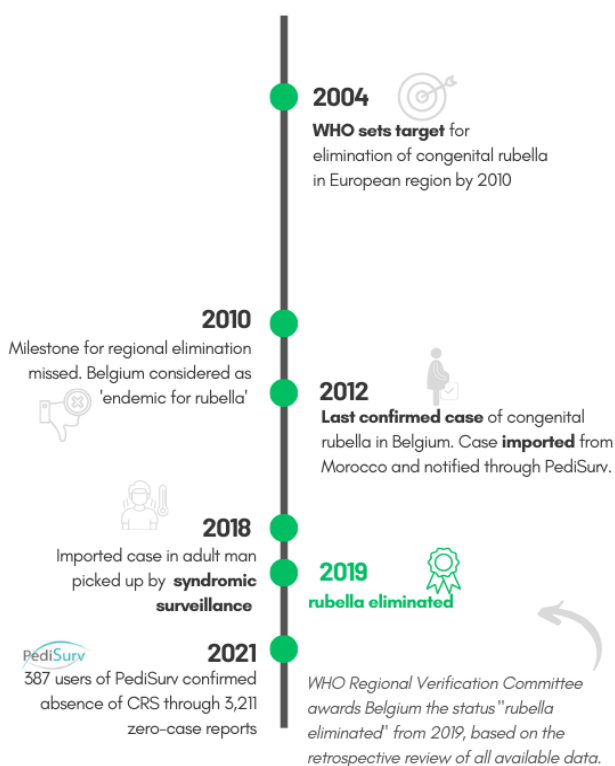 2004
WHO sets target for
elimination of congenital rubella
in European region by 2010
2010
Milestone for regional elimination
missed. Belgium considered as
'endemic for rubella'
2012
Last confirmed case of congenital
rubella in Belgium. Case imported from
Morocco and notified through PediSurv.
2018
Imported case in adult man
picked up by syndromic
surveillance
2019
rubella eliminated
PediSurv
2021
387 users of PediSurv confirmed
absence of CRS through 3,211
zero-case reports
WHO Regional Verification Committee
awards Belgium the status "rubella
eliminated" from 2019, based on the
retrospective review of all available data.